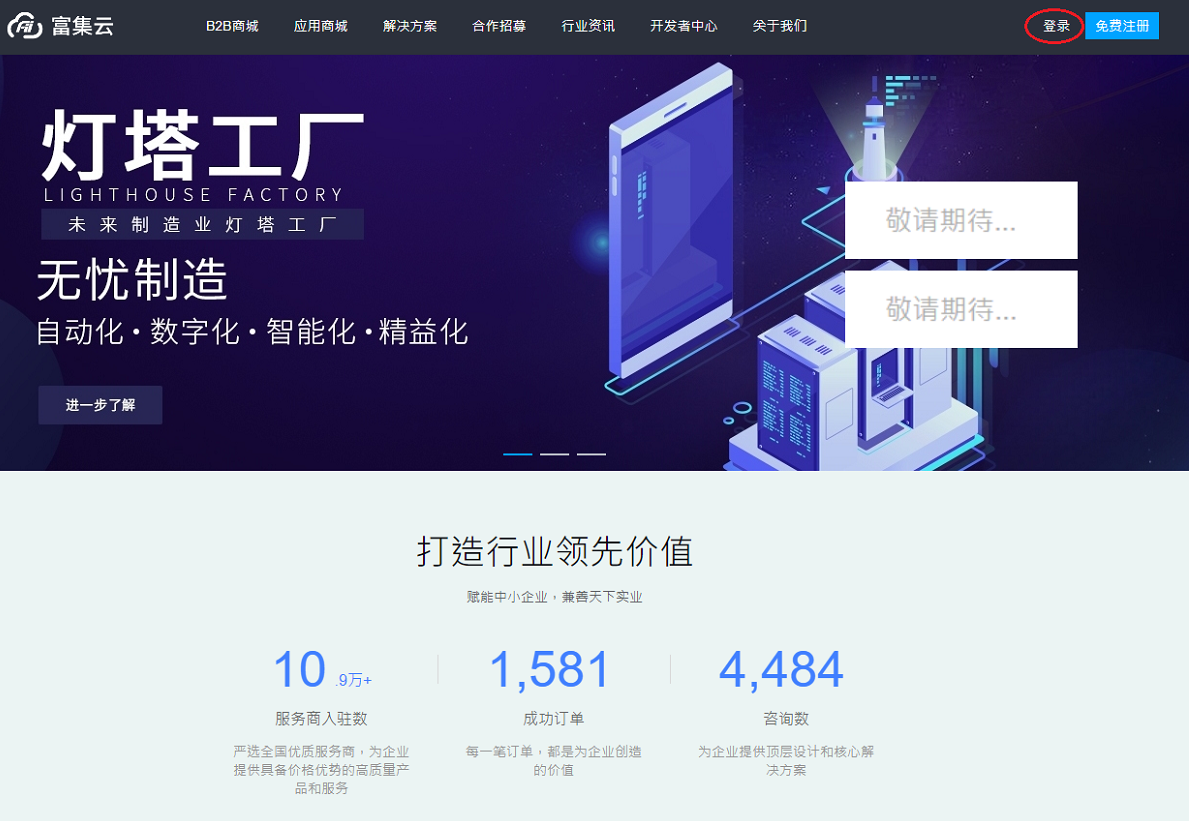 富集云
B2B商城 应用商城 解决方案 合作招募 行业资讯 开发者中心 关于我们
登录 免费注册
灯塔工厂
LIGHTHOUSE FACTORY
未来制造业灯塔工厂
无忧制造
自动化·数字化·智能化·精益化
进一步了解
敬请期待...
敬请期待...
打造行业领先价值
赋能中小企业，兼善天下实业
10.9万+
服务商入驻数
严选全国优质服务商，为企业
提供具备价格优势的高质量产
品和服务
1,581
成功订单
每一笔订单，都是为企业创造
的价值
4,484
咨询数
为企业提供顶层设计和核心解
决方案